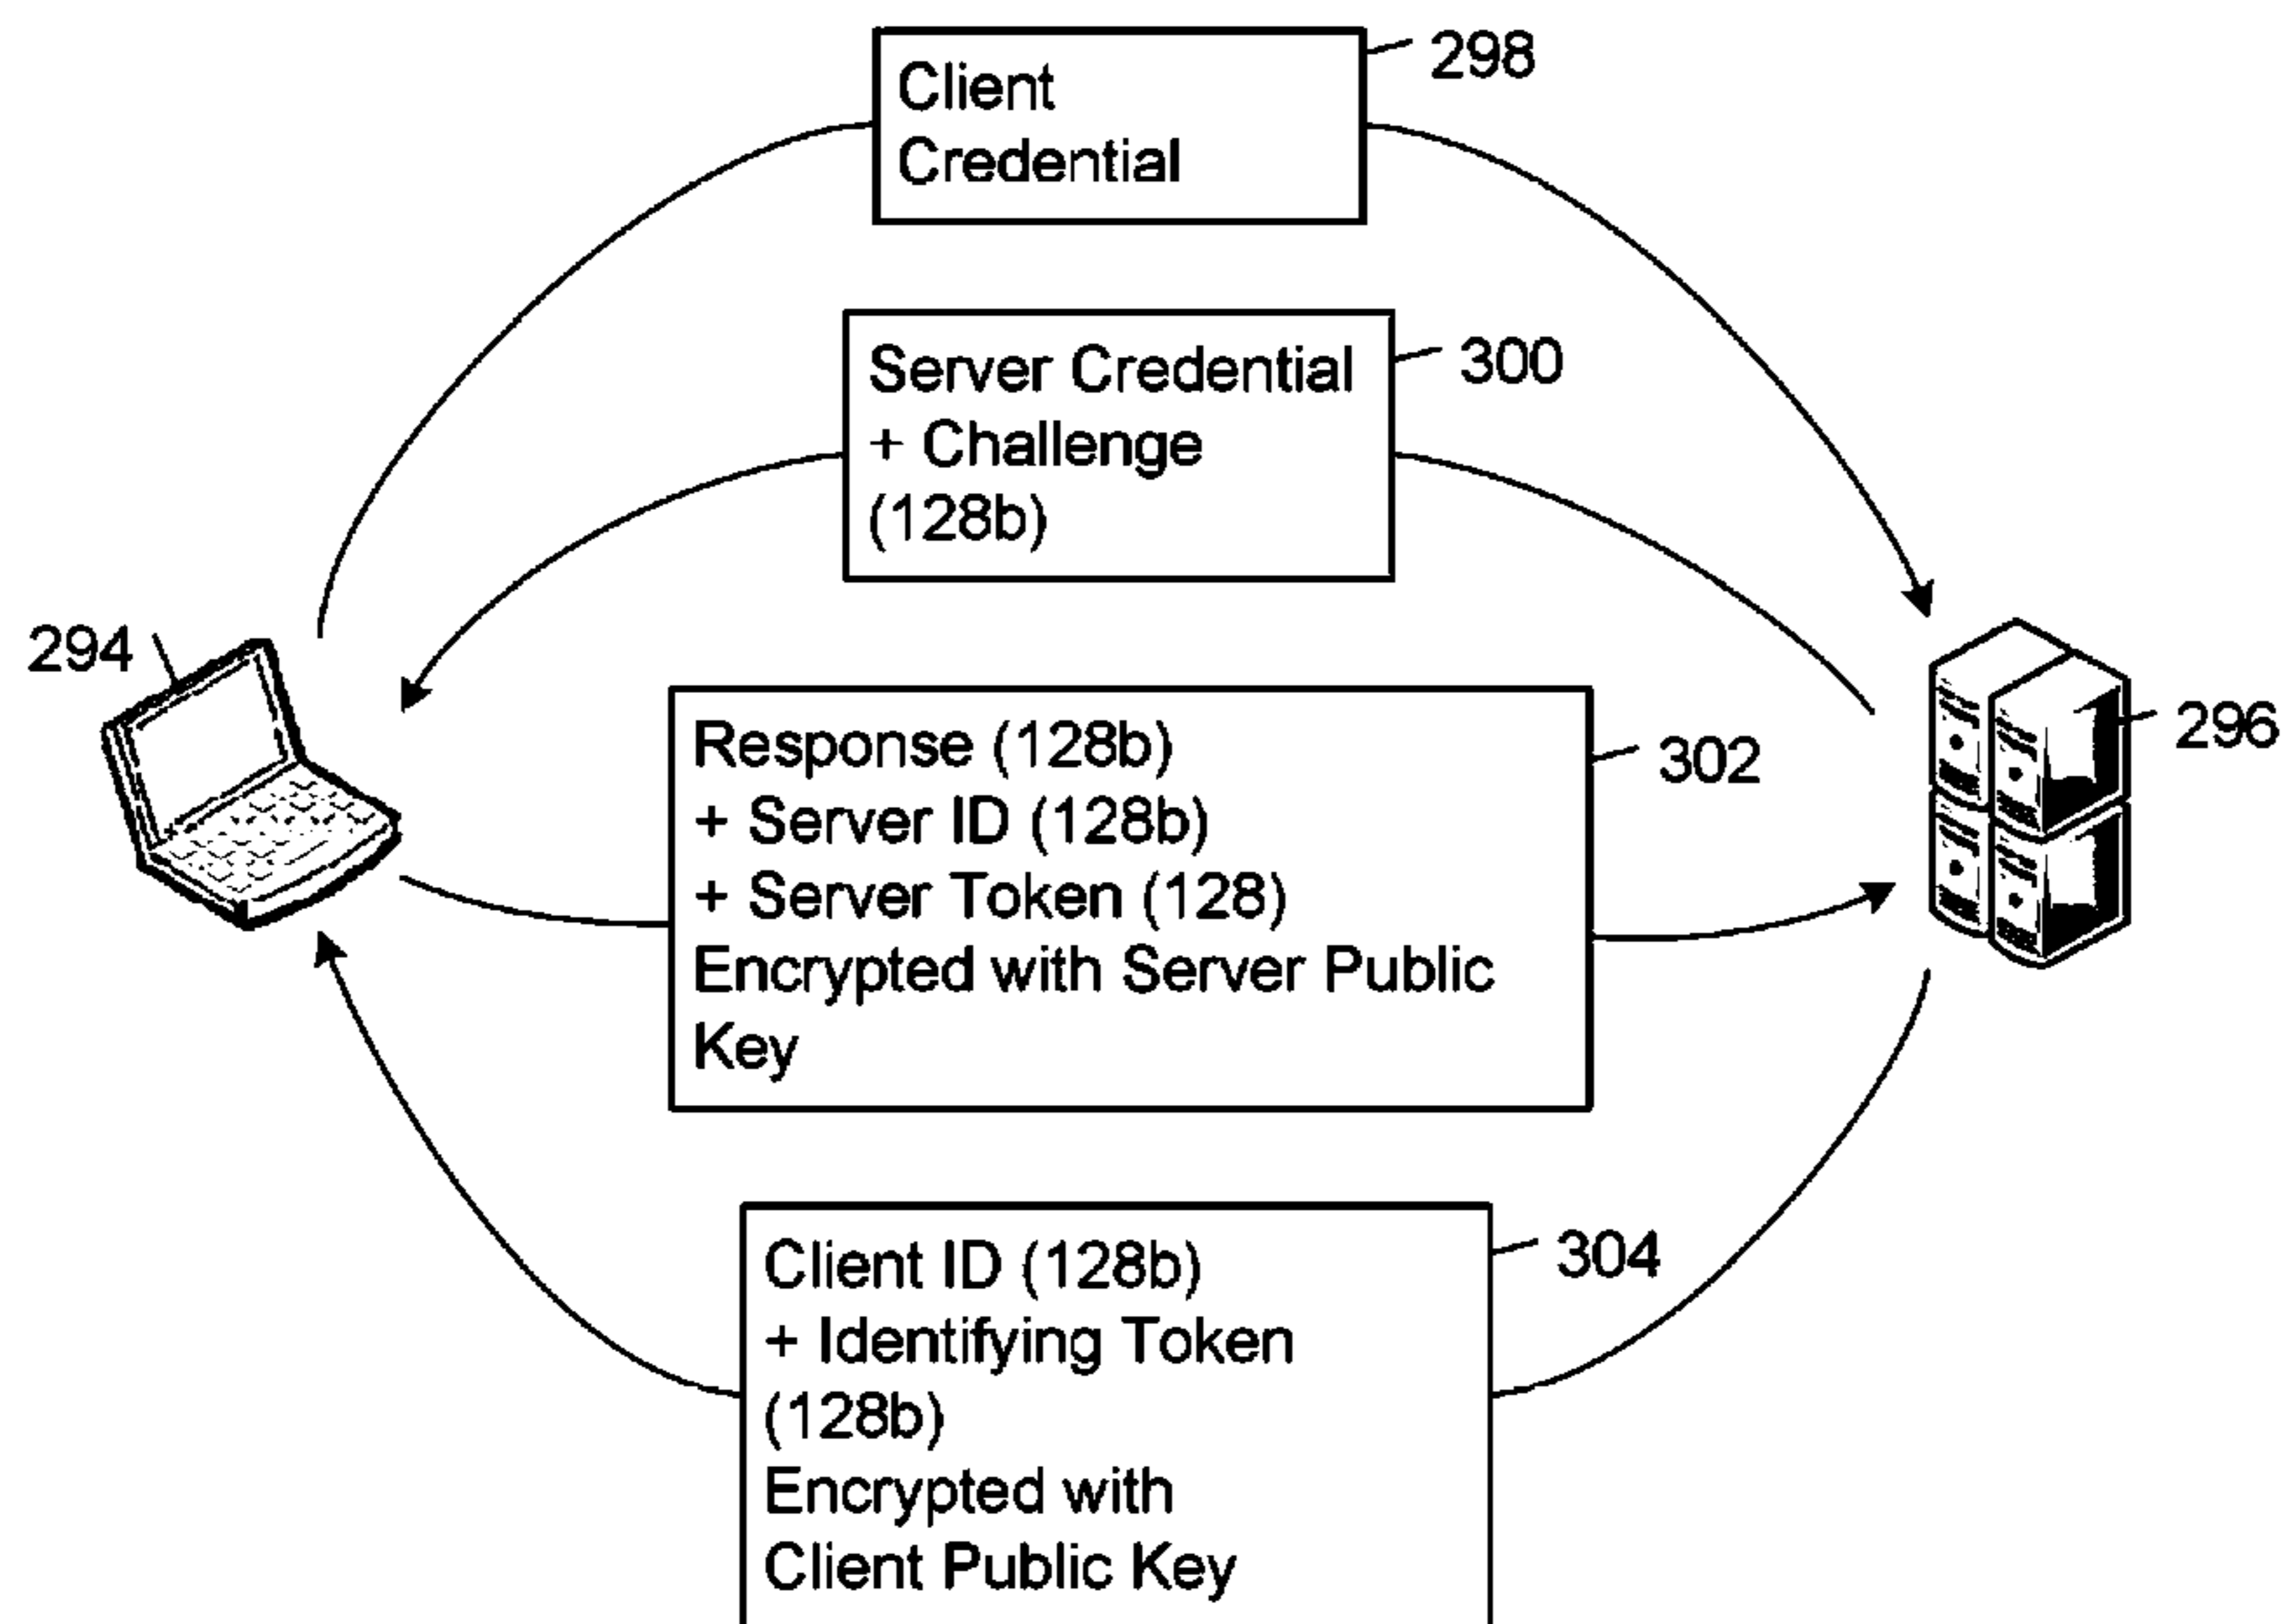 298
Client
Credential
300
Server Credential
+ Challenge
(128b)
294
296
302
Response (128b)
+ Server ID (128b)
+ Server Token (128)
Encrypted with Server Public
Key
304
Client ID (128b)
+ Identifying Token
(128b)
Encrypted with
Client Public Key